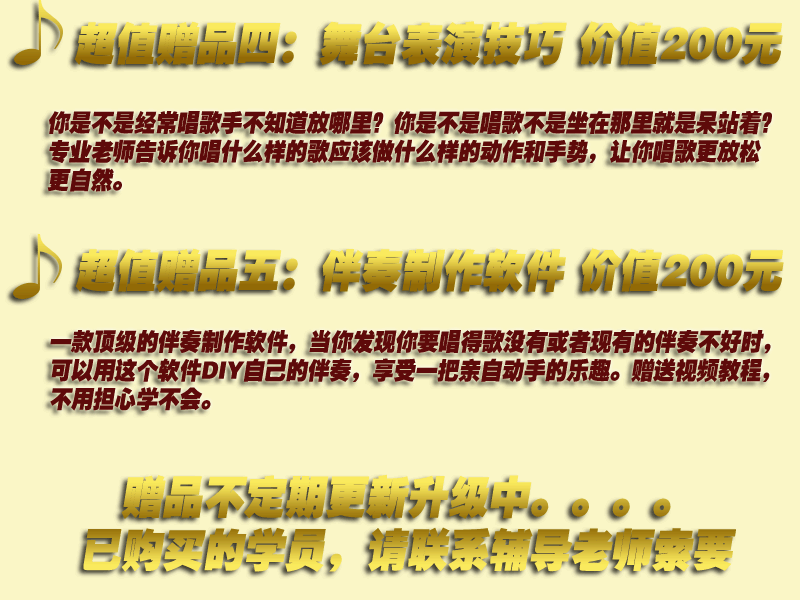 超值赠品四：舞台表演技巧 价值200元
你是不是经常唱歌手不知道放哪里？你是不是唱歌不是坐在那里就是呆站着？
专业老师告诉你唱什么样的歌应该做什么样的动作和手势，让你唱歌更放松
更自然。
超值赠品五：伴奏制作软件 价值200元
一款顶级的伴奏制作软件，当你发现你要唱得歌没有或者现有的伴奏不好时，
可以用这个软件DIY自己的伴奏，享受一把亲自动手的乐趣。赠送视频教程，
不用担心学不会。
赠品不定期更新升级中。。。。
已购买的学员，请联系辅导老师索要